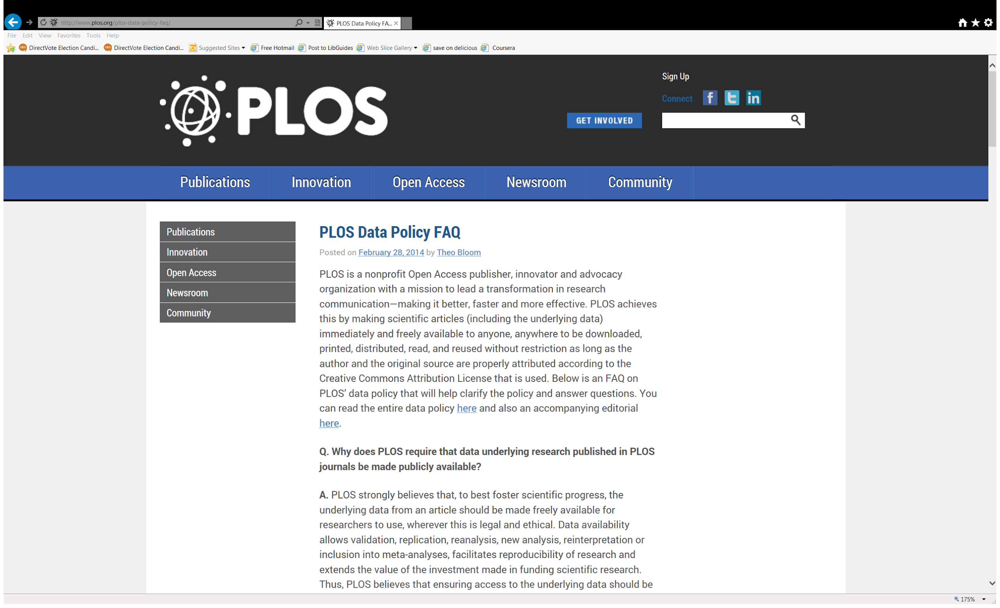 http://www.plos.org/plos-data-policy-faq/
PLOS Data Policy FA...
File Edit View Favorites Tools Help
DirectVote Election Candi... DirectVote Election Candi... Suggested Sites Free Hotmail Post to LibGuides Web Slice Gallery save on delicious Coursera
Sign Up
PLOS
Connect
GET INVOLVED
Publications Innovation Open Access Newsroom Community
Publications
Innovation
Open Access
Newsroom
Community
PLOS Data Policy FAQ
Posted on February 28, 2014 by Theo Bloom
PLOS is a nonprofit Open Access publisher, innovator and advocacy
organization with a mission to lead a transformation in research
communication—making it better, faster and more effective. PLOS achieves
this by making scientific articles (including the underlying data)
immediately and freely available to anyone, anywhere to be downloaded,
printed, distributed, read, and reused without restriction as long as the
author and the original source are properly attributed according to the
Creative Commons Attribution License that is used. Below is an FAQ on
PLOS’ data policy that will help clarify the policy and answer questions. You
can read the entire data policy here and also an accompanying editorial
here.
Q. Why does PLOS require that data underlying research published in PLOS
journals be made publicly available?
A. PLOS strongly believes that, to best foster scientific progress, the
underlying data from an article should be made freely available for
researchers to use, wherever this is legal and ethical. Data availability
allows validation, replication, reanalysis, new analysis, reinterpretation or
inclusion into meta-analyses, facilitates reproducibility of research and
extends the value of the investment made in funding scientific research.
Thus, PLOS believes that ensuring access to the underlying data should be
175%